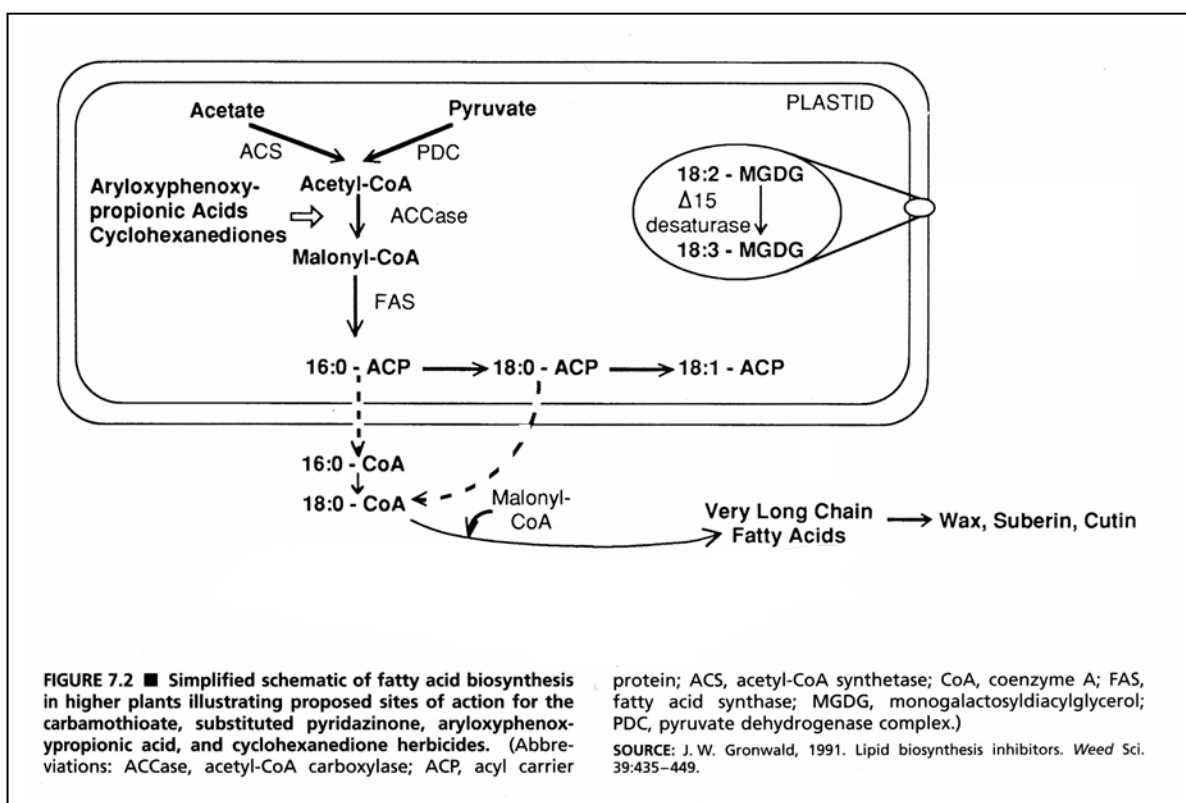 PLASTID
Acetate
Pyruvate
ACS
PDC
Acetyl-CoA
Aryloxyphenoxy-
propionic Acids
Cyclohexanediones
ACCase
Malonyl-CoA
FAS
18:2 - MGDG
Δ15
desaturase
18:3 - MGDG
16:0 - ACP
18:0 - ACP
18:1 - ACP
16:0 - CoA
18:0 - CoA
Malonyl-
CoA
Very Long Chain
Fatty Acids
Wax, Suberin, Cutin
FIGURE 7.2 ■ Simplified schematic of fatty acid biosynthesis
in higher plants illustrating proposed sites of action for the
carbamothioate, substituted pyridazinone, aryloxyphenox-
ypropionic acid, and cyclohexanedione herbicides. (Abbre-
viations: ACCase, acetyl-CoA carboxylase; ACP, acyl carrier
protein; ACS, acetyl-CoA synthetase; CoA, coenzyme A; FAS,
fatty acid synthase; MGDG, monogalactosyldiacylglycerol;
PDC, pyruvate dehydrogenase complex.)
SOURCE: J. W. Gronwald, 1991. Lipid biosynthesis inhibitors. Weed Sci.
39:435–449.